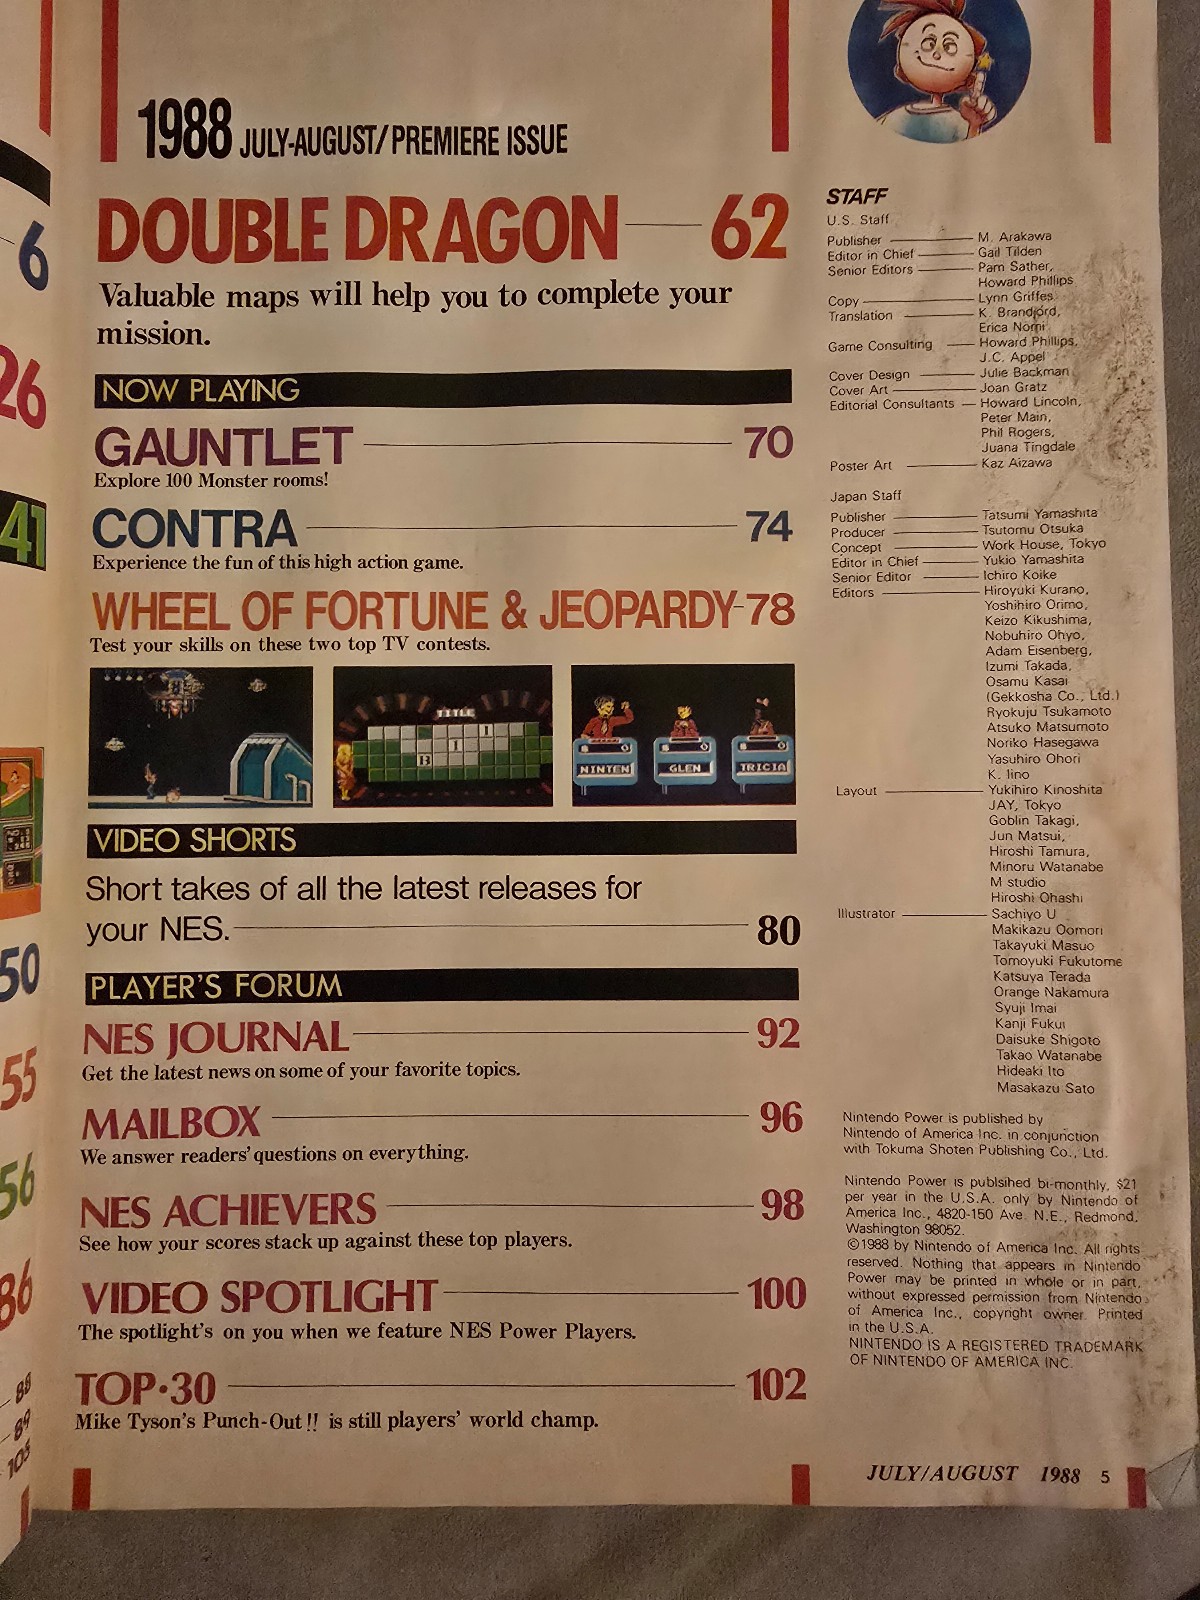 6
26
41
50
55
56
86
88
89
105
1988 JULY-AUGUST/PREMIERE ISSUE
DOUBLE DRAGON 62
Valuable maps will help you to complete your
mission.
NOW PLAYING
GAUNTLET 70
Explore 100 Monster rooms!
CONTRA 74
Experience the fun of this high action game.
WHEEL OF FORTUNE & JEOPARDY 78
Test your skills on these two top TV contests.
TITLE
I
B I
NINTEN GLEN TRICIA
VIDEO SHORTS
Short takes of all the latest releases for
your NES. 80
PLAYER'S FORUM
NES JOURNAL 92
Get the latest news on some of your favorite topics.
MAILBOX 96
We answer readers' questions on everything.
NES ACHIEVERS 98
See how your scores stack up against these top players.
VIDEO SPOTLIGHT 100
The spotlight's on you when we feature NES Power Players.
TOP•30 102
Mike Tyson's Punch-Out!! is still players' world champ.
STAFF
U.S. Staff
Publisher M. Arakawa
Editor in Chief Gail Tilden
Senior Editors Pam Sather,
Howard Phillips
Copy Lynn Griffes
Translation K. Brandjord,
Erica Nomi
Game Consulting Howard Phillips,
J.C. Appel
Cover Design Julie Backman
Cover Art Joan Gratz
Editorial Consultants Howard Lincoln,
Peter Main,
Phil Rogers,
Juana Tingdale
Poster Art Kaz Aizawa
Japan Staff
Publisher Tatsumi Yamashita
Producer Tsutomu Otsuka
Concept Work House, Tokyo
Editor in Chief Yukio Yamashita
Senior Editor Ichiro Koike
Editors Hiroyuki Kurano,
Yoshihiro Orimo,
Keizo Kikushima,
Nobuhiro Ohyo,
Adam Eisenberg,
Izumi Takada,
Osamu Kasai
(Gekkosha Co., Ltd.)
Ryokuju Tsukamoto
Atsuko Matsumoto
Noriko Hasegawa
Yasuhiro Ohori
K. Iino
Layout Yukihiro Kinoshita
JAY, Tokyo
Goblin Takagi,
Jun Matsui,
Hiroshi Tamura,
Minoru Watanabe
M studio
Hiroshi Ohashi
Illustrator Sachiyo U
Makikazu Oomori
Takayuki Masuo
Tomoyuki Fukutome
Katsuya Terada
Orange Nakamura
Syuji Imai
Kanji Fukui
Daisuke Shigoto
Takao Watanabe
Hideaki Ito
Masakazu Sato
Nintendo Power is published by
Nintendo of America Inc. in conjunction
with Tokuma Shoten Publishing Co., Ltd.
Nintendo Power is publsihed bi-monthly, $21
per year in the U.S.A. only by Nintendo of
America Inc., 4820-150 Ave. N.E., Redmond,
Washington 98052.
©1988 by Nintendo of America Inc. All rights
reserved. Nothing that appears in Nintendo
Power may be printed in whole or in part,
without expressed permission from Nintendo
of America Inc., copyright owner. Printed
in the U.S.A.
NINTENDO IS A REGISTERED TRADEMARK
OF NINTENDO OF AMERICA INC.
JULY/AUGUST 1988 5